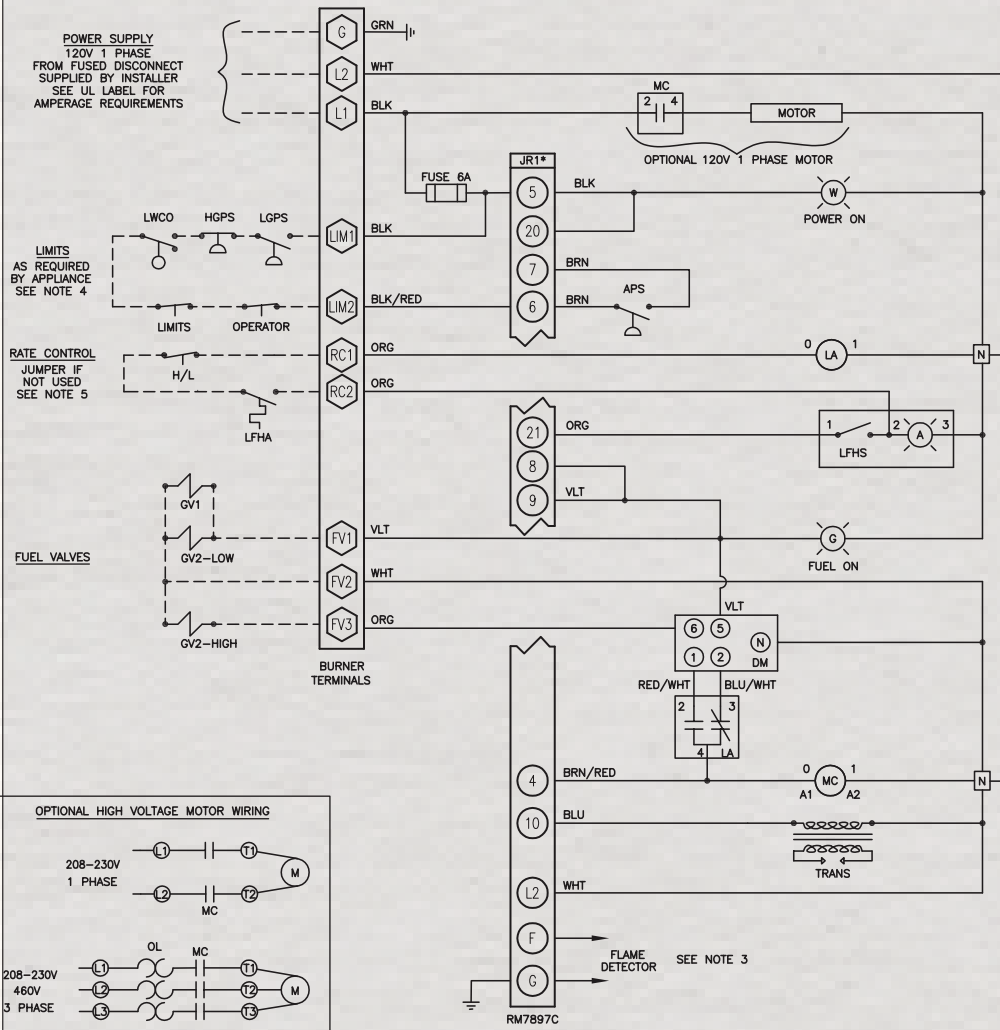 POWER SUPPLY
120V 1 PHASE
FROM FUSED DISCONNECT
SUPPLIED BY INSTALLER
SEE UL LABEL FOR
AMPERAGE REQUIREMENTS
G
GRN
L2
WHT
L1
BLK
MC
2 4
MOTOR
OPTIONAL 120V 1 PHASE MOTOR
FUSE 6A
JR1*
5
BLK
W
POWER ON
20
LWCO
HGPS
LGPS
LIM1
BLK
LIMITS
AS REQUIRED
BY APPLIANCE
SEE NOTE 4
7
BRN
APS
LIMITS
OPERATOR
LIM2
BLK/RED
6
BRN
RATE CONTROL
JUMPER IF
NOT USED
SEE NOTE 5
H/L
RC1
ORG
0
LA
1
N
RC2
ORG
LFHA
21
ORG
1
2
A
3
LFHS
8
9
VLT
GV1
GV2-LOW
FUEL VALVES
FV1
VLT
G
FUEL ON
FV2
WHT
GV2-HIGH
FV3
ORG
VLT
6
5
N
1
2
DM
BURNER
TERMINALS
RED/WHT
BLU/WHT
2
3
4
LA
4
BRN/RED
0
MC
1
A1
A2
N
10
BLU
TRANS
L2
WHT
F
FLAME
DETECTOR
SEE NOTE 3
G
RM7897C
OPTIONAL HIGH VOLTAGE MOTOR WIRING
208-230V
1 PHASE
L1
T1
M
L2
T2
MC
OL
MC
208-230V
460V
3 PHASE
L1
T1
L2
T2
M
L3
T3